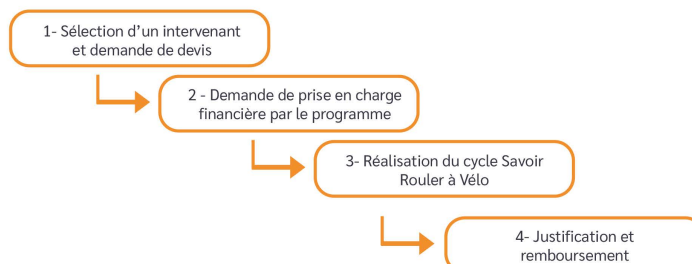 1- Sélection d'un intervenant
et demande de devis
2 - Demande de prise en charge
financière par le programme
3- Réalisation du cycle Savoir
Rouler à Vélo
4- Justification et
remboursement